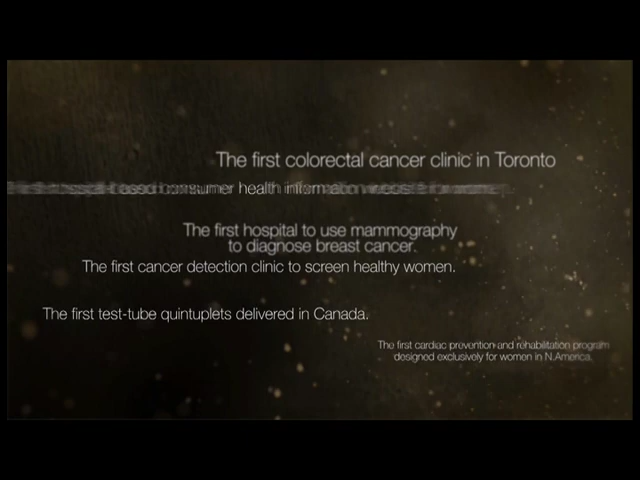 The first colorectal cancer clinic in Toronto
consumer health information
The first hospital to use mammography
to diagnose breast cancer.
The first cancer detection clinic to screen healthy women.
The first test-tube quintuplets delivered in Canada.
The first cardiac prevention and rehabilitation program
designed exclusively for women in N.America.